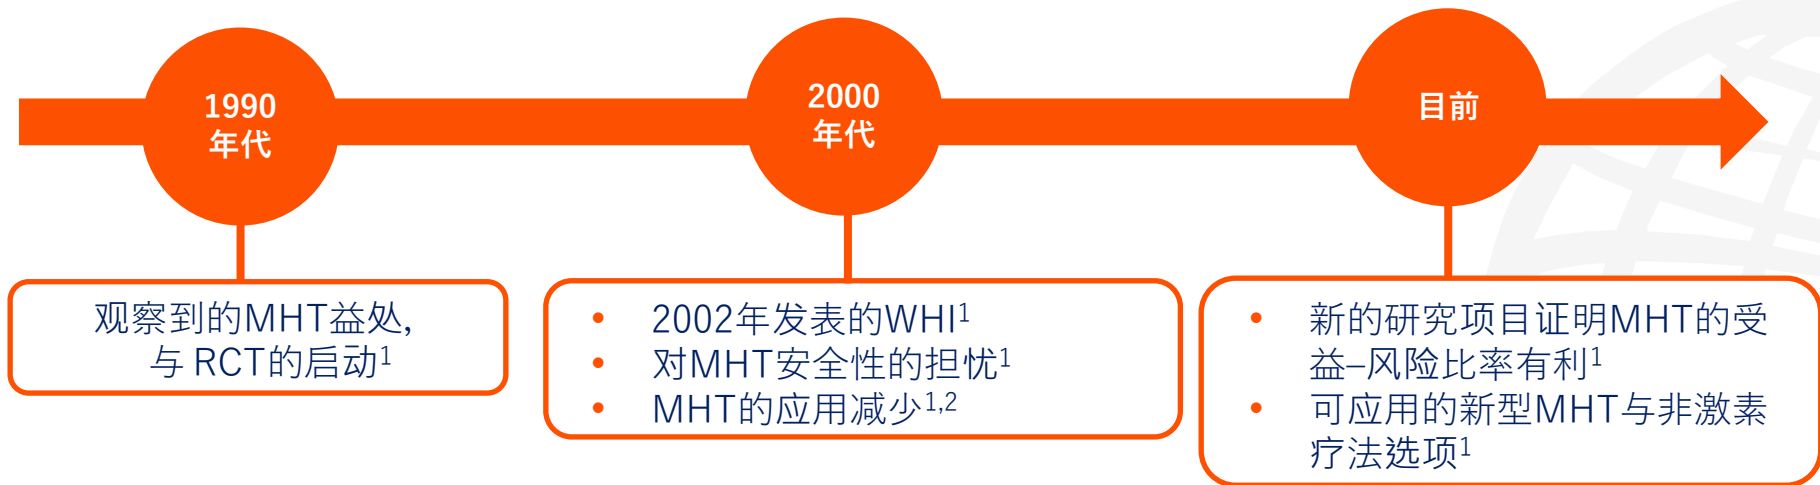 1990
年代
2000
年代
目前
观察到的MHT益处,
与 RCT的启动¹
• 2002年发表的WHI¹
• 对MHT安全性的担忧¹
• MHT的应用减少¹,²
• 新的研究项目证明MHT的受
益–风险比率有利¹
• 可应用的新型MHT与非激素
疗法选项¹